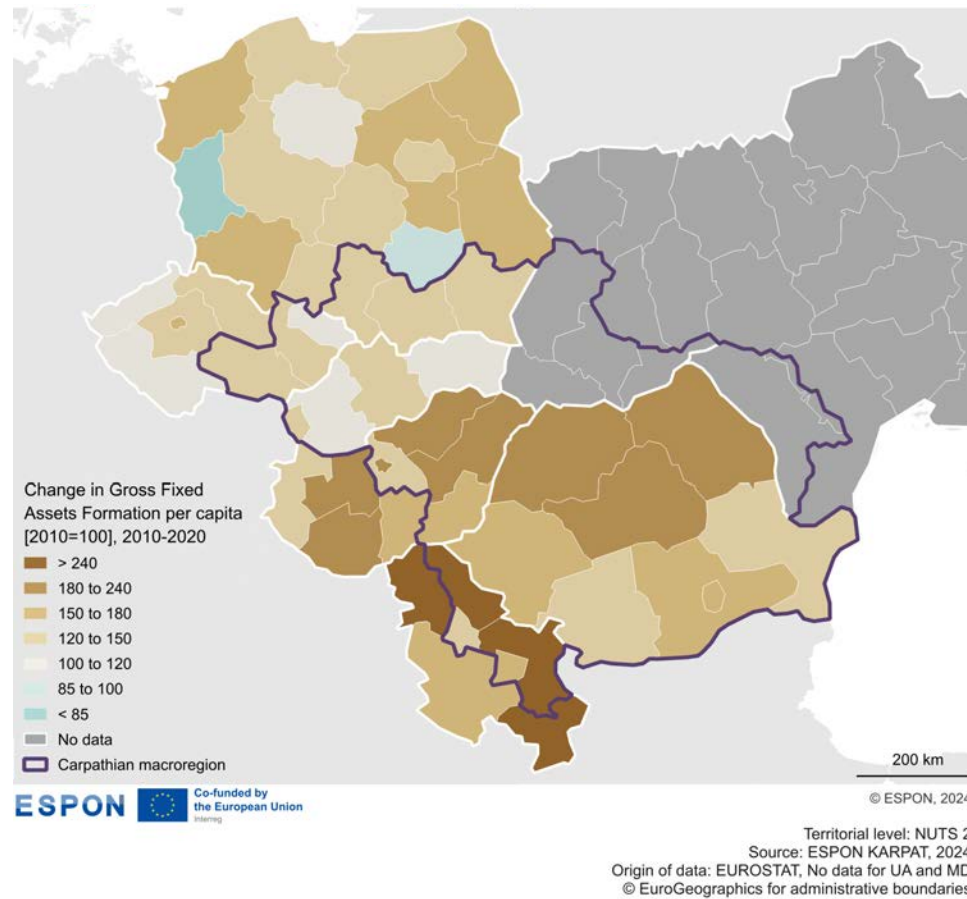 Change in Gross Fixed
Assets Formation per capita
[2010=100], 2010-2020
> 240
180 to 240
150 to 180
120 to 150
100 to 120
85 to 100
< 85
No data
Carpathian macroregion
200 km
ESPON
Co-funded by
the European Union
Interreg
© ESPON, 2024
Territorial level: NUTS 2
Source: ESPON KARPAT, 2024
Origin of data: EUROSTAT, No data for UA and MD
© EuroGeographics for administrative boundaries